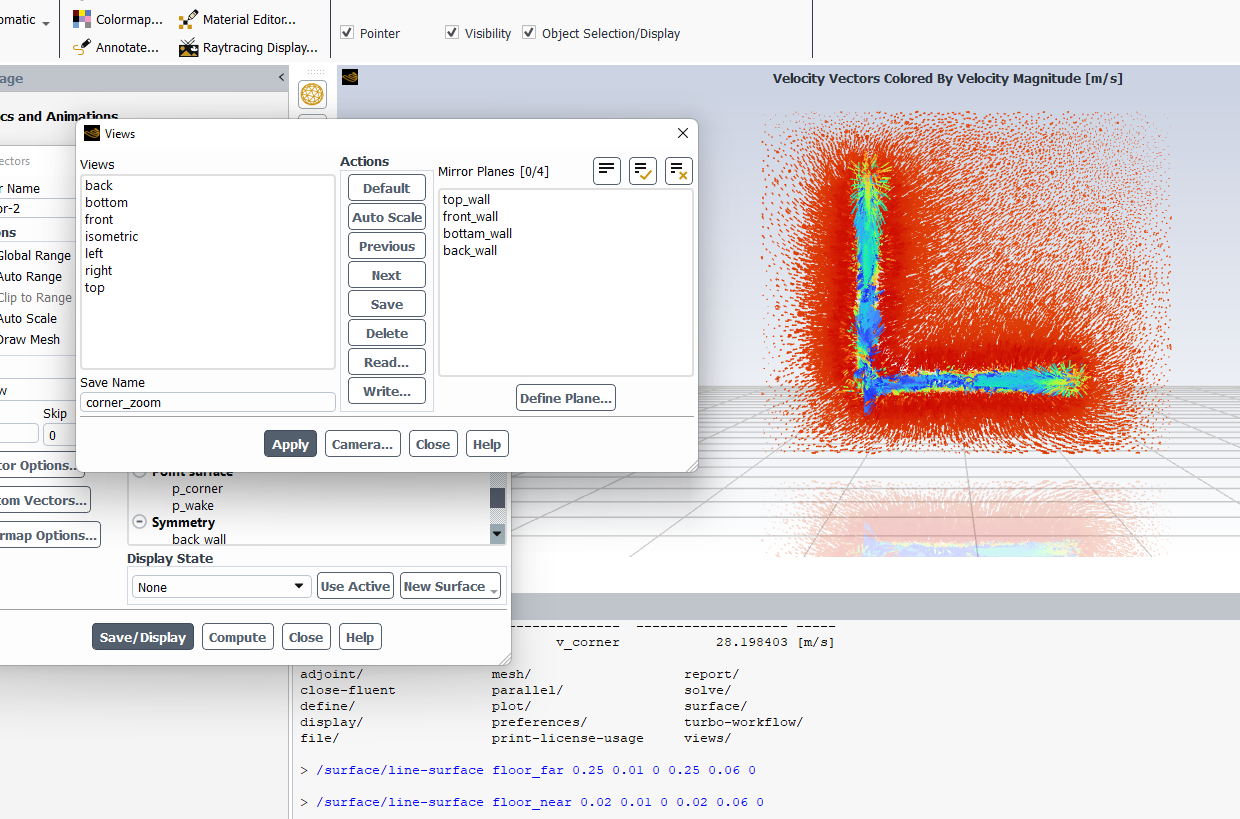 omatic
Colormap...
Material Editor...
Annotate...
Raytracing Display...
Pointer
Visibility
Object Selection/Display
age
<
Velocity Vectors Colored By Velocity Magnitude [m/s]
cs and Animations
Views
ectors
r Name
or-2
ons
Global Range
Auto Range
Clip to Range
Auto Scale
Draw Mesh
w
Skip
0
tor Options...
tom Vectors...
rmap Options...
Views
back
bottom
front
isometric
left
right
top
Save Name
corner_zoom
Actions
Default
Auto Scale
Previous
Next
Save
Delete
Read...
Write...
Mirror Planes [0/4]
top_wall
front_wall
bottam_wall
back_wall
Define Plane...
Apply
Camera...
Close
Help
Point surface
p_corner
p_wake
Symmetry
back_wall
Display State
None
Use Active
New Surface
Save/Display
Compute
Close
Help
--------------- ------------------- -----
v_corner 28.198403 [m/s]
adjoint/ mesh/ report/
close-fluent parallel/ solve/
define/ plot/ surface/
display/ preferences/ turbo-workflow/
file/ print-license-usage views/
> /surface/line-surface floor_far 0.25 0.01 0 0.25 0.06 0
> /surface/line-surface floor_near 0.02 0.01 0 0.02 0.06 0